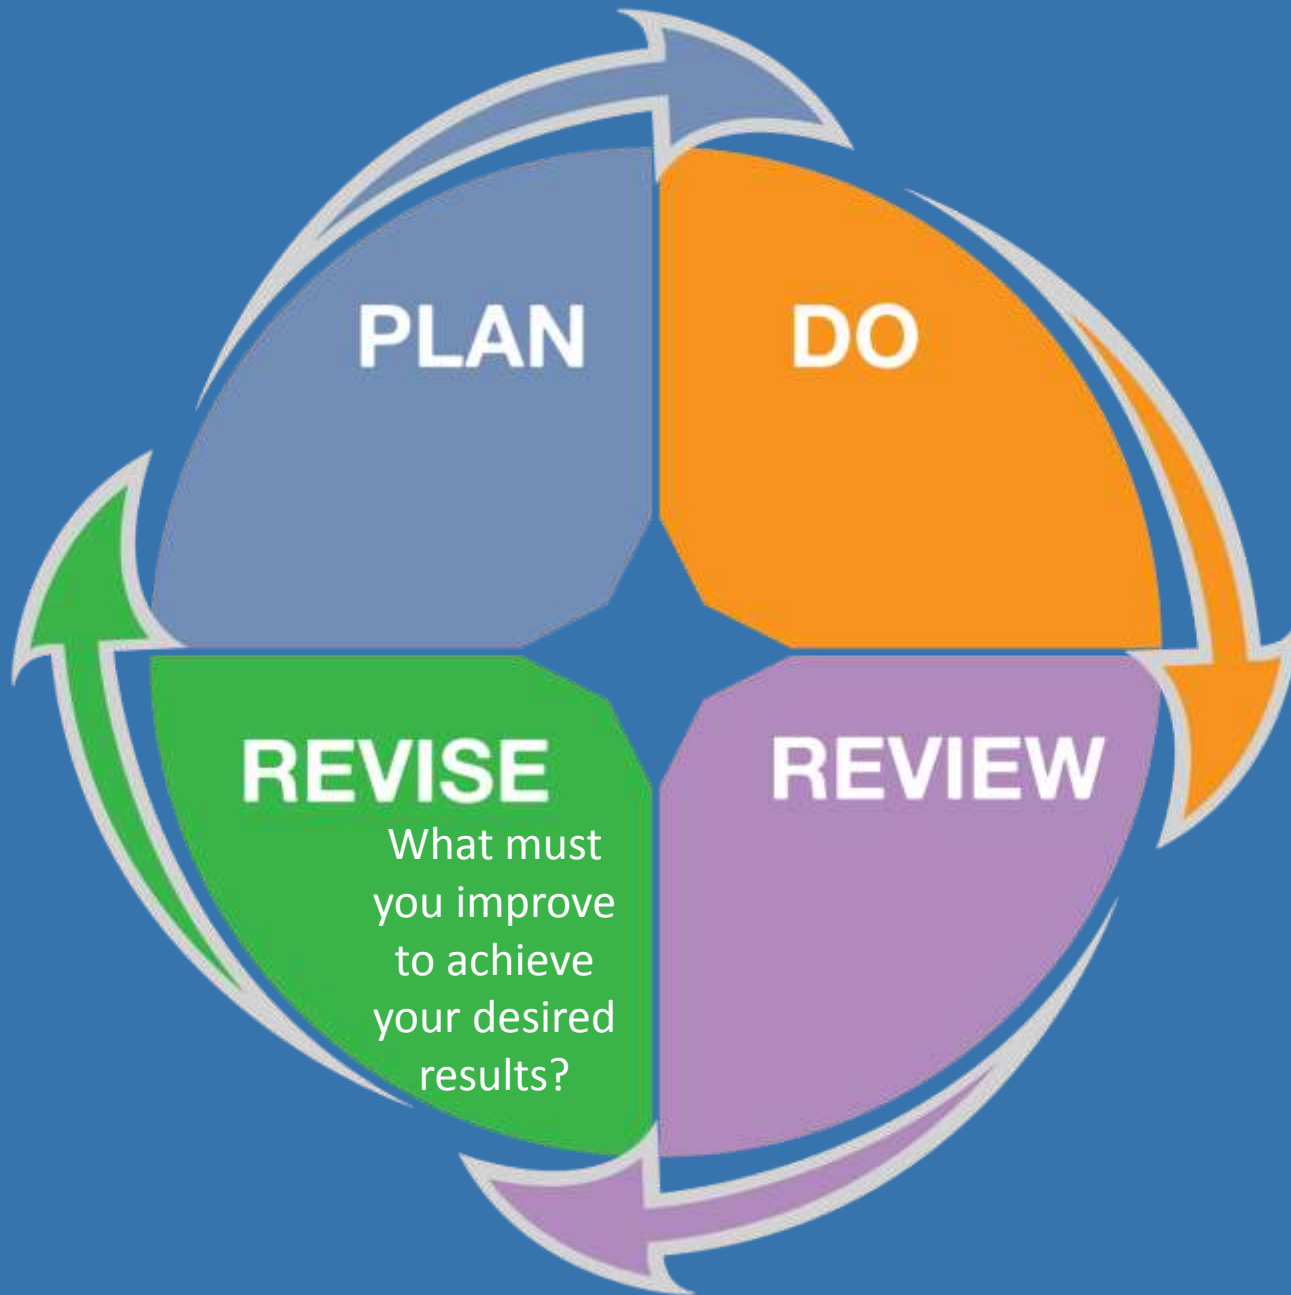 PLAN
DO
REVISE
REVIEW
What must
you improve
to achieve
your desired
results?